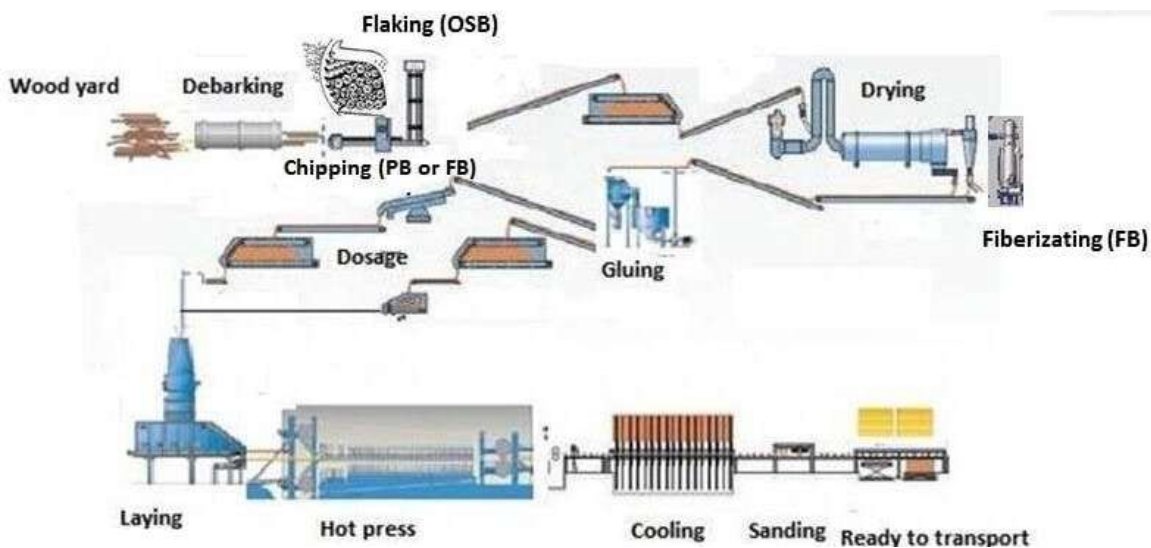 Flaking (OSB)
Wood yard
Debarking
Drying
Chipping (PB or FB)
Fiberizating (FB)
Dosage
Gluing
Laying
Hot press
Cooling
Sanding
Ready to transport